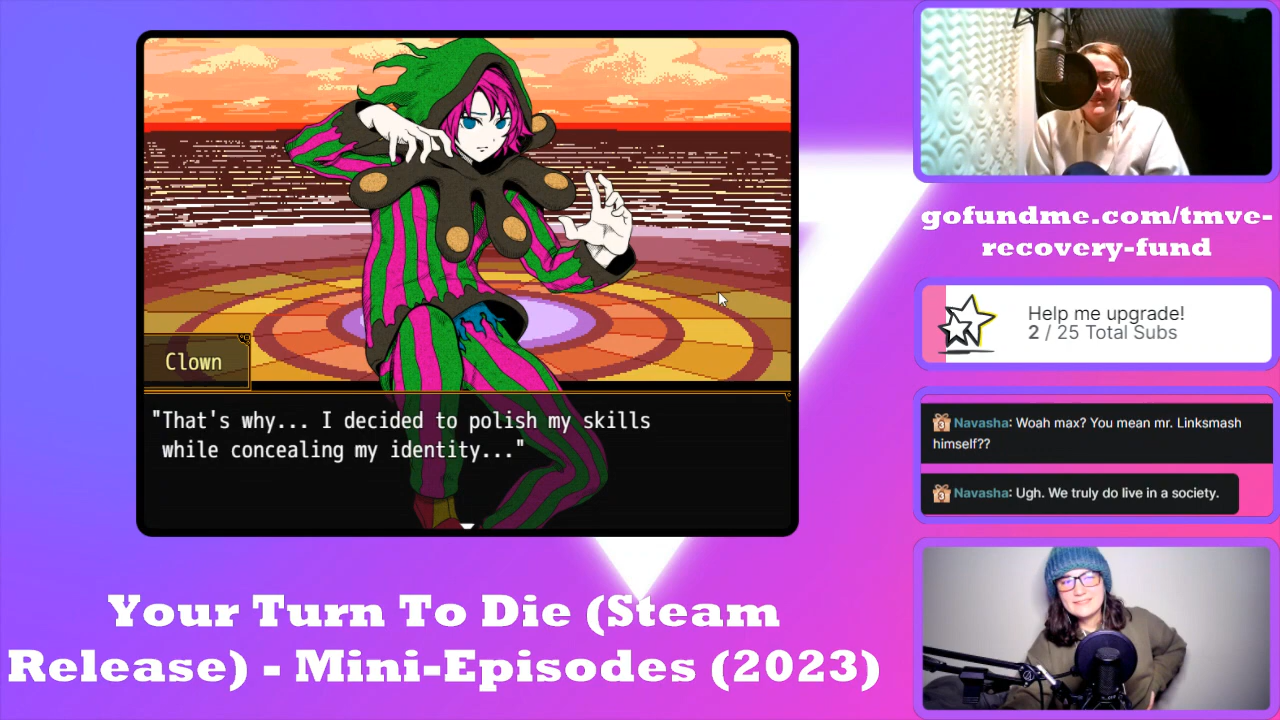 Clown
"That's why... I decided to polish my skills
while concealing my identity..."
gofundme.com/tmve-
recovery-fund
Help me upgrade!
2 / 25 Total Subs
Navasha: Woah max? You mean mr. Linksmash
himself??
Navasha: Ugh. We truly do live in a society.
Your Turn To Die (Steam
Release) - Mini-Episodes (2023)